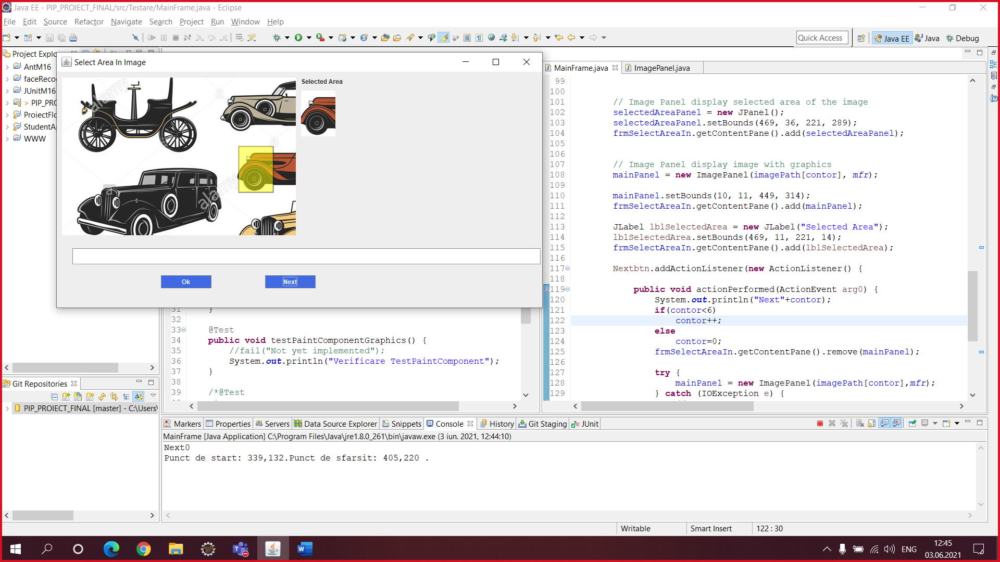 Java EE - PIP_PROIECT_FINAL/src/Testare/MainFrame.java - Eclipse
File Edit Source Refactor Navigate Search Project Run Window Help
Quick Access
Java EE
Java
Debug
Project Explo
AntM16
faceReco
JUnitM16
> PIP_PRO
ProiectFlo
StudentA
WWW
Select Area In Image
Selected Area
alamy
a
a
a
alamy
Ok
Next
31 }
32
33 @Test
34 public void testPaintComponentGraphics() {
35 //fail("Not yet implemented");
36 System.out.println("Verificare TestPaintComponent");
37 }
38
39 /*@Test
MainFrame.java
ImagePanel.java
99
100
101 // Image Panel display selected area of the image
102 selectedAreaPanel = new JPanel();
103 selectedAreaPanel.setBounds(469, 36, 221, 289);
104 frmSelectAreaIn.getContentPane().add(selectedAreaPanel);
105
106
107 // Image Panel display image with graphics
108 mainPanel = new ImagePanel(imagePath[contor], mfr);
109
110 mainPanel.setBounds(10, 11, 449, 314);
111 frmSelectAreaIn.getContentPane().add(mainPanel);
112
113 JLabel lblSelectedArea = new JLabel("Selected Area");
114 lblSelectedArea.setBounds(469, 11, 221, 14);
115 frmSelectAreaIn.getContentPane().add(lblSelectedArea);
116
117 Nextbtn.addActionListener(new ActionListener() {
118
119 public void actionPerformed(ActionEvent arg0) {
120 System.out.println("Next"+contor);
121 if(contor<6)
122 contor++;
123 else
124 contor=0;
125 frmSelectAreaIn.getContentPane().remove(mainPanel);
126
127 try {
128 mainPanel = new ImagePanel(imagePath[contor],mfr);
129 } catch (IOException e) {
Git Repositories
PIP_PROIECT_FINAL [master] - C:\Users\
Markers Properties Servers Data Source Explorer Snippets Console History Git Staging JUnit
MainFrame [Java Application] C:\Program Files\Java\jre1.8.0_261\bin\javaw.exe (3 iun. 2021, 12:44:10)
Next0
Punct de start: 339,132.Punct de sfarsit: 405,220 .
Writable
Smart Insert
122 : 30
ENG
12:45
03.06.2021